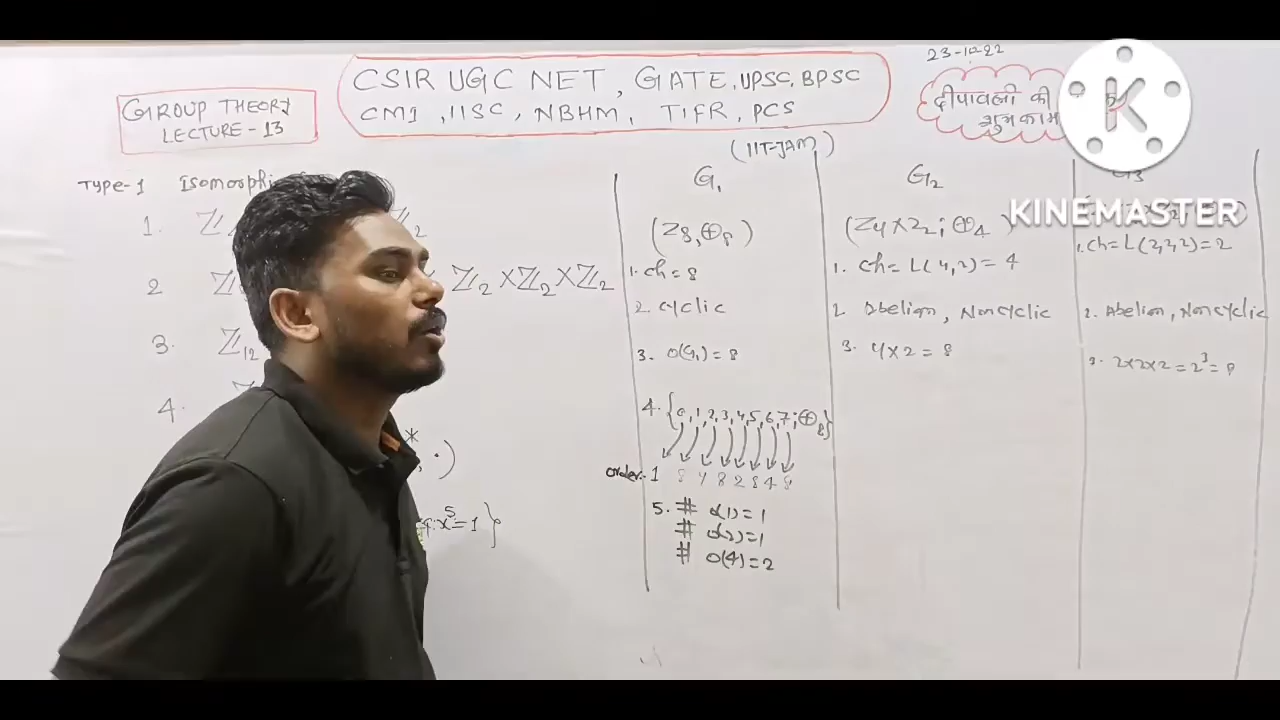 GROUP THEORY
LECTURE - 13
CSIR UGC NET, GATE, UPSC, BPSC
CMI, IISC, NBHM, TIFR, PCS
(IIT-JAM)
23-10-22
दीपावली की
शुभकाम
KINEMASTER
Type-1
1.
ℤ₂
2
ℤ₂ × ℤ₂ × ℤ₂
3.
ℤ₁₂
4.
*
, ·)
x⁵ = 1 }
G₁
(Z₈, ⊕₈)
1. ch = 8
2. cyclic
3. O(G₁) = 8
4. {0, 1, 2, 3, 4, 5, 6, 7; ⊕₈}
order:- 1 8 4 8 2 8 4 8
5. # O(1) = 1
# O(2) = 1
# O(4) = 2
G₂
(Z₄ × Z₂; ⊕₄)
1. ch = L(4, 2) = 4
2 Abelian, Noncyclic
3. 4 × 2 = 8
1. ch = L(2, 2, 2) = 2
2. Abelian, Noncyclic
2 × 2 × 2 = 2³ = 8